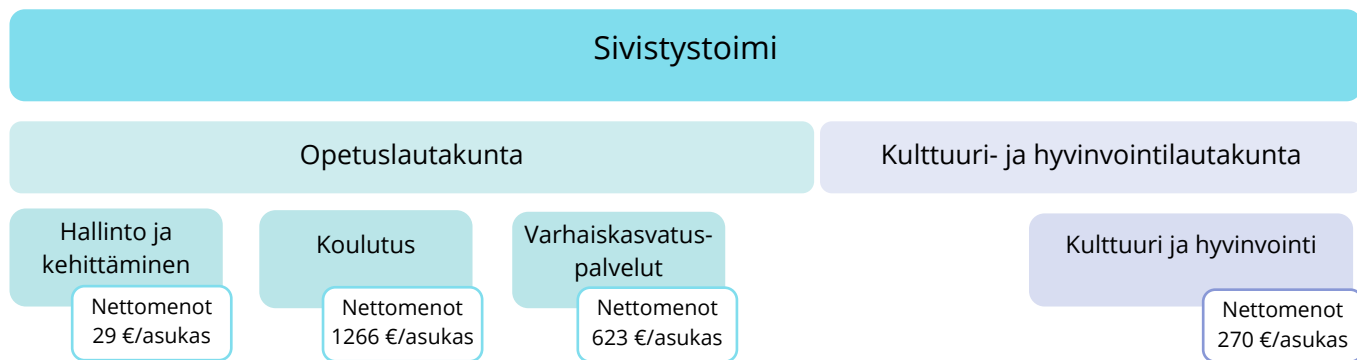 Sivistystoimi
Opetuslautakunta
Kulttuuri- ja hyvinvointilautakunta
Hallinto ja
kehittäminen
Nettomenot
29 €/asukas
Koulutus
Nettomenot
1266 €/asukas
Varhaiskasvatus-
palvelut
Nettomenot
623 €/asukas
Kulttuuri ja hyvinvointi
Nettomenot
270 €/asukas